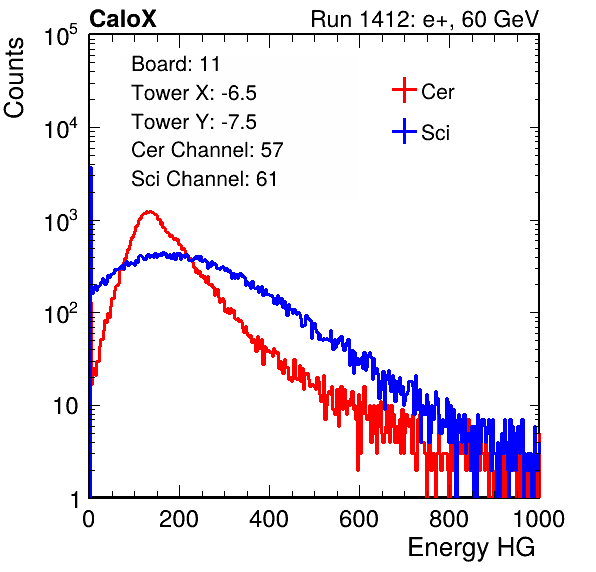 CaloX
Run 1412: e+, 60 GeV
Counts
10^5
10^4
10^3
10^2
10
1
Board: 11
Tower X: -6.5
Tower Y: -7.5
Cer Channel: 57
Sci Channel: 61
Cer
Sci
0 200 400 600 800 1000
Energy HG